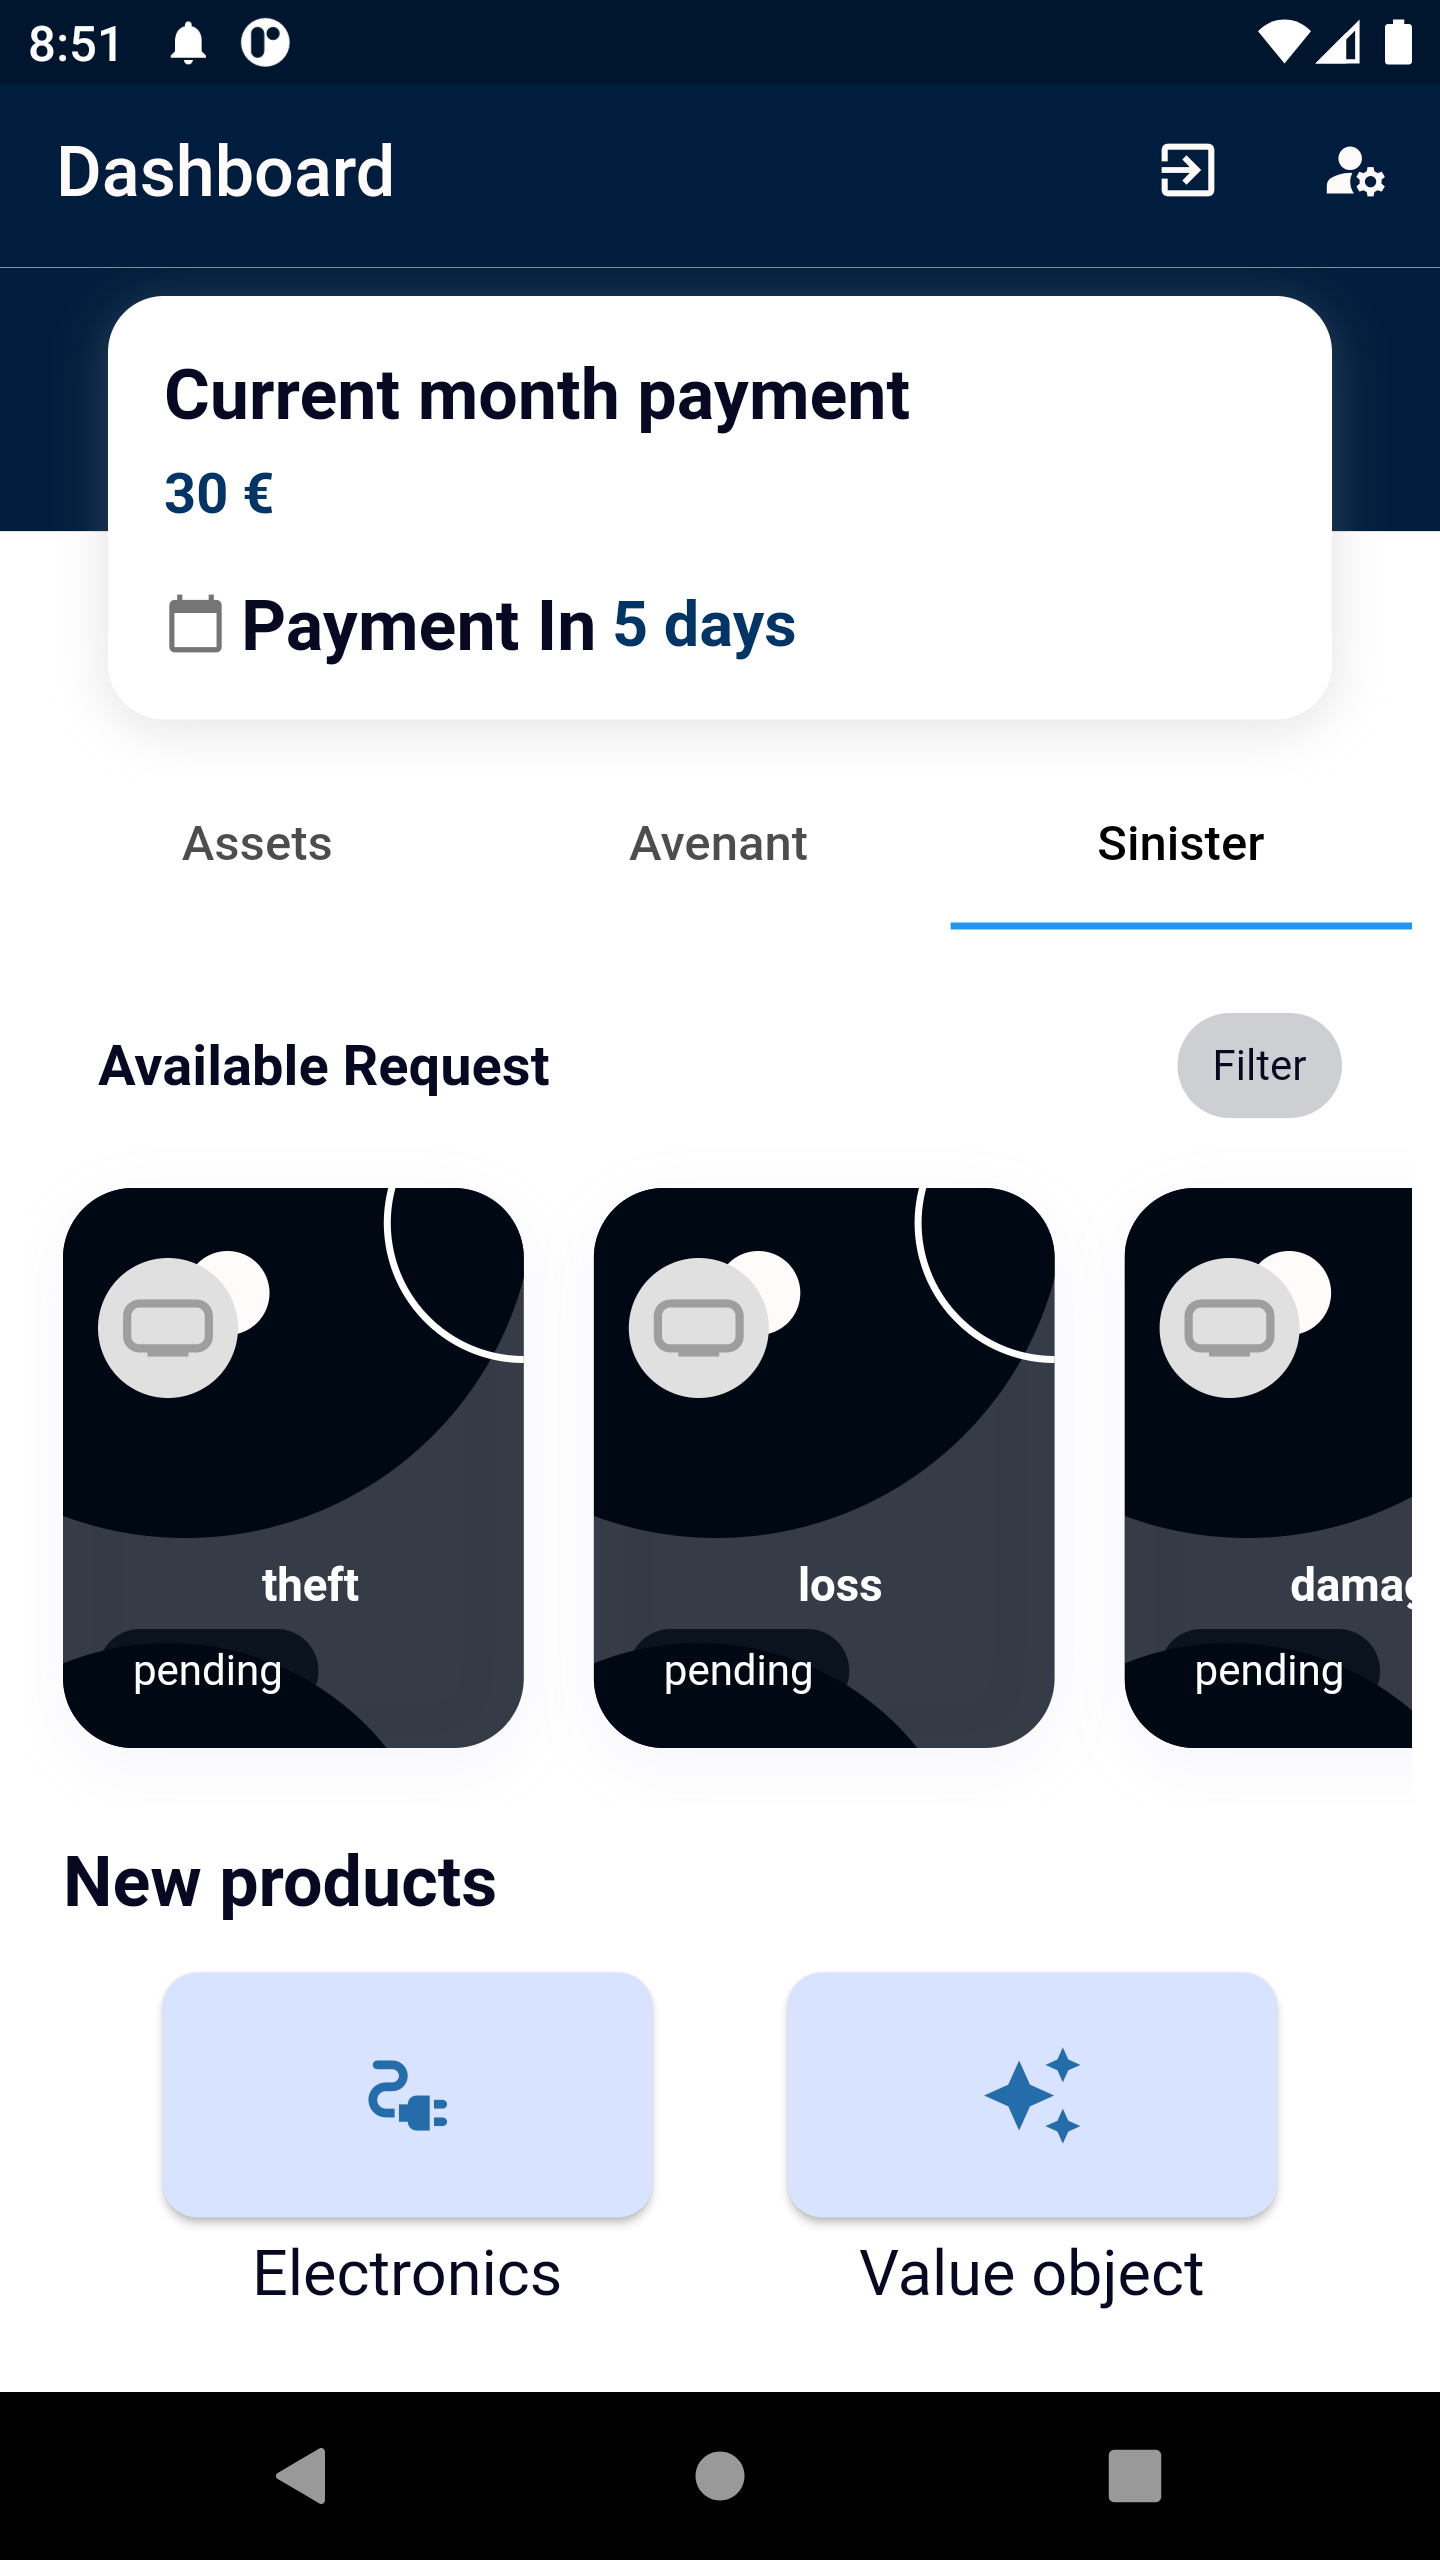 8:51
Dashboard
Current month payment
30 €
Payment In 5 days
Assets
Avenant
Sinister
Available Request
Filter
theft
loss
damag
pending
pending
pending
New products
Electronics
Value object